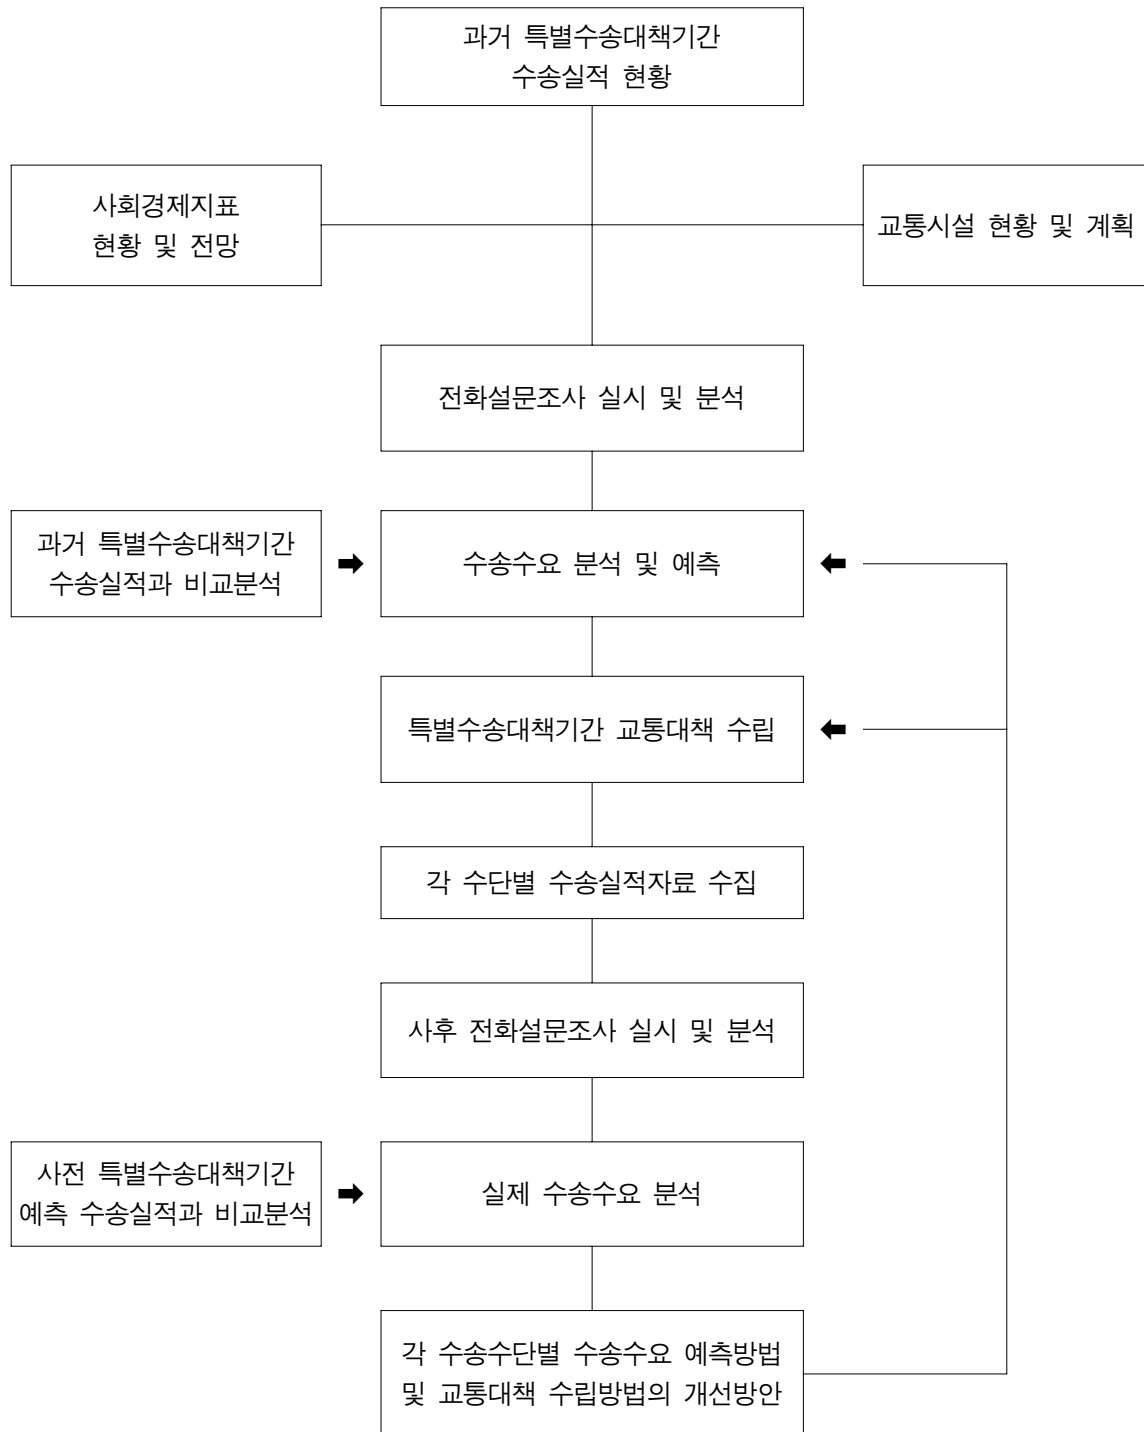 과거 특별수송대책기간
수송실적 현황
사회경제지표
현황 및 전망
교통시설 현황 및 계획
전화설문조사 실시 및 분석
과거 특별수송대책기간
수송실적과 비교분석
수송수요 분석 및 예측
특별수송대책기간 교통대책 수립
각 수단별 수송실적자료 수집
사후 전화설문조사 실시 및 분석
사전 특별수송대책기간
예측 수송실적과 비교분석
실제 수송수요 분석
각 수송수단별 수송수요 예측방법
및 교통대책 수립방법의 개선방안